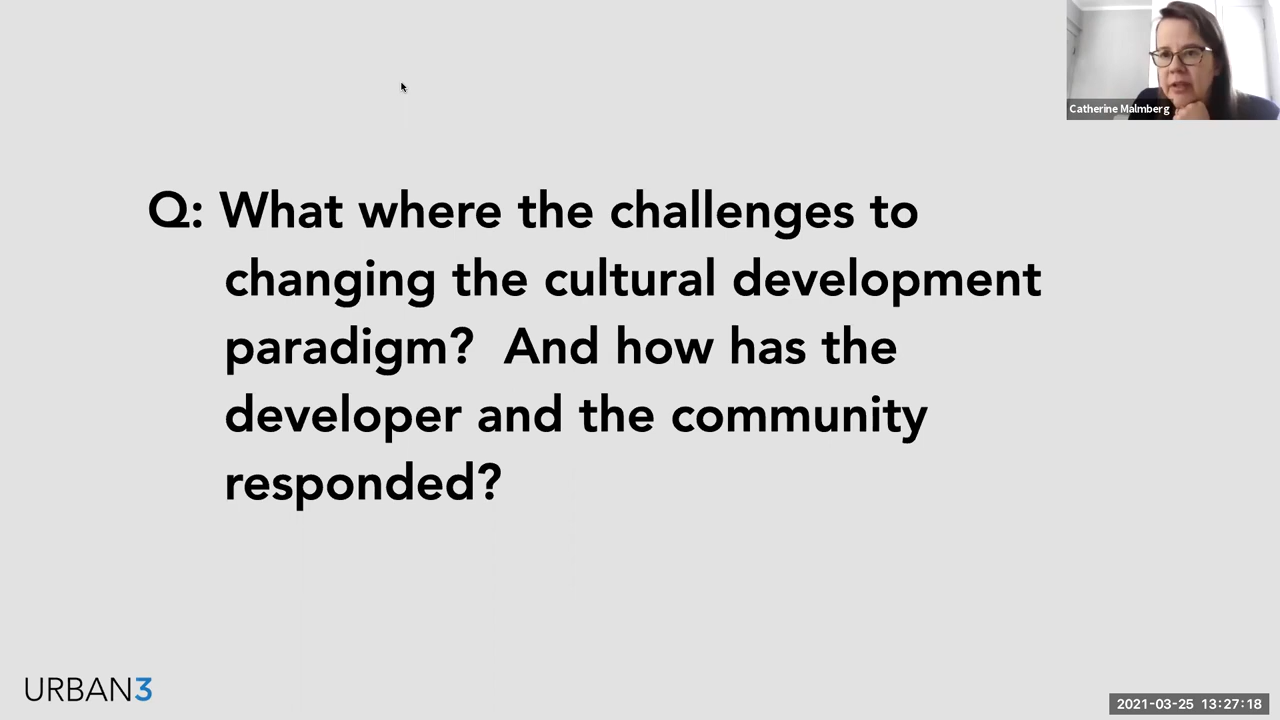 Catherine Malmberg
Q: What where the challenges to
changing the cultural development
paradigm?  And how has the
developer and the community
responded?
URBAN3
2021-03-25 13:27:18